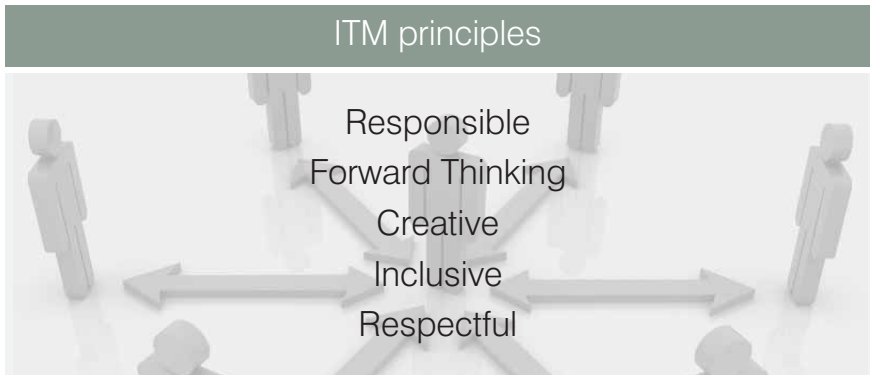 ITM principles
Responsible
Forward Thinking
Creative
Inclusive
Respectful